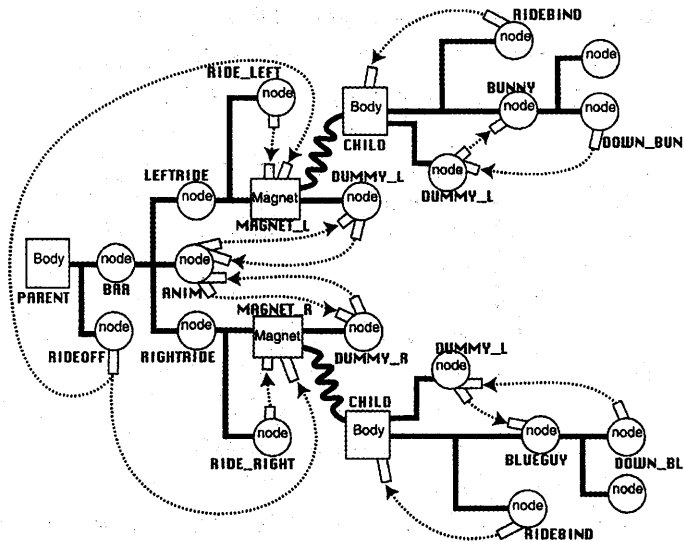 RIDEBIND
node
node
RIDE_LEFT
node
BUNNY
node
node
Body
CHILD
DOWN_BUN
node
DUMMY_L
LEFTRIDE
node
Magnet
MAGNET_L
DUMMY_L
node
Body
PARENT
node
BAR
node
ANIM
MAGNET_R
node
RIDEOFF
node
RIGHTRIDE
Magnet
node
DUMMY_R
DUMMY_L
node
CHILD
Body
node
RIDE_RIGHT
node
BLUEGUY
node
DOWN_BL
node
node
RIDEBIND